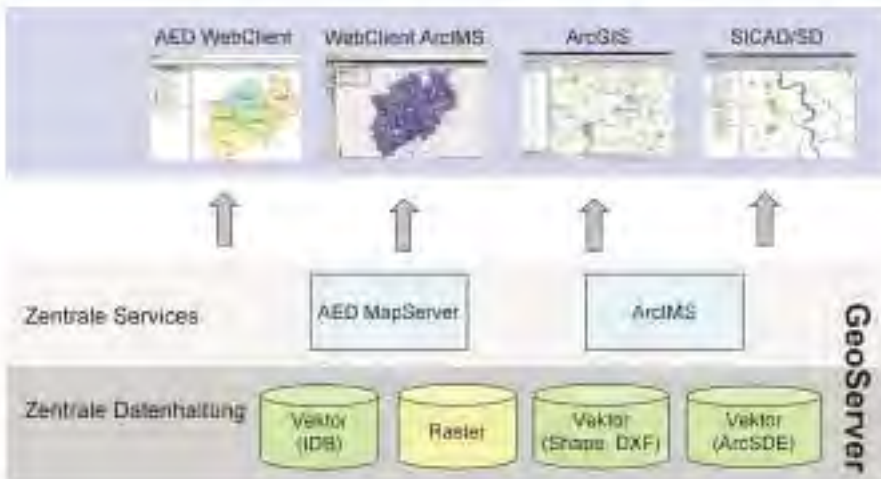 AED WebClient
WebClient ArcIMS
ArcGIS
SICAD/SD
Zentrale Services
AED MapServer
ArcIMS
GeoServer
Zentrale Datenhaltung
Vektor
(IDB)
Raster
Vektor
(Shape, DXF)
Vektor
(ArcSDE)